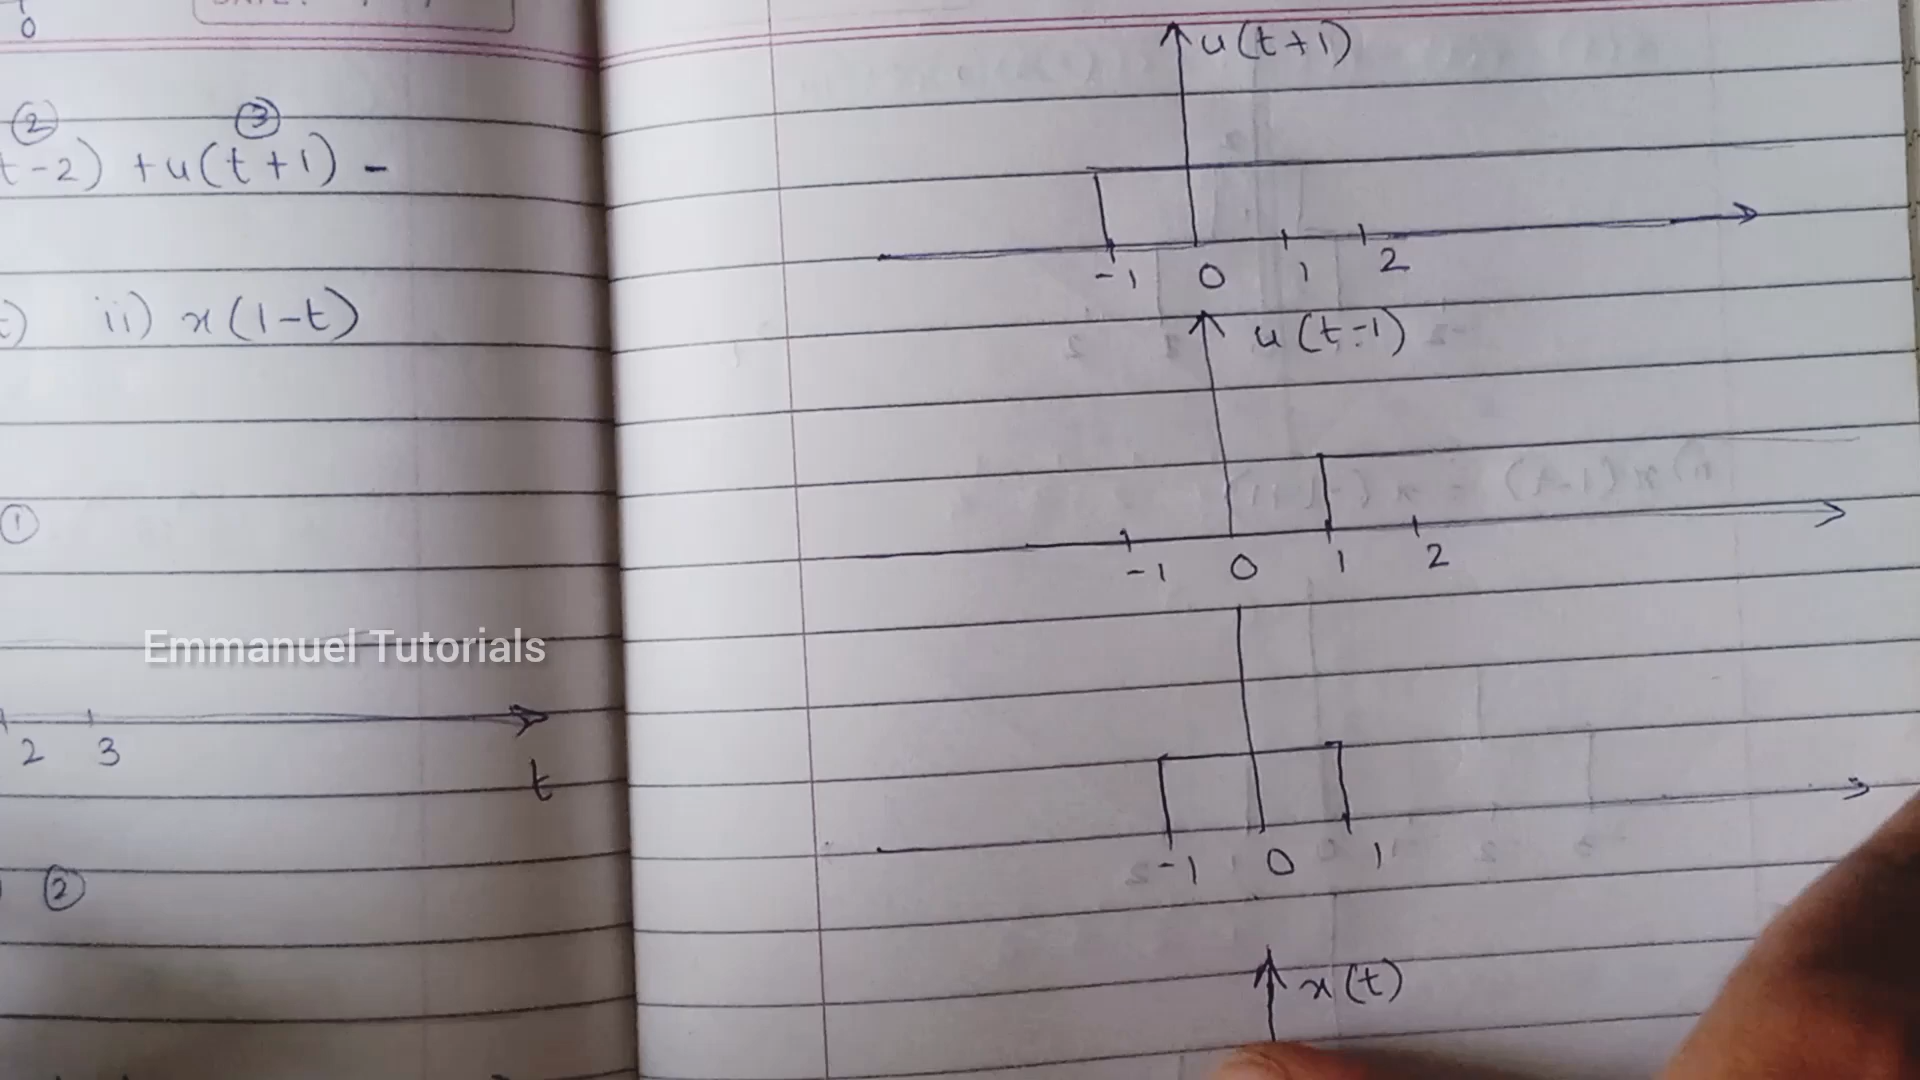 0
②
③
t-2) + u(t+1) -
t) ii) x(1-t)
①
Emmanuel Tutorials
2 3
t
②
u(t+1)
-1 0 1 2
u(t-1)
-1 0 1 2
-1 0 1
x(t)